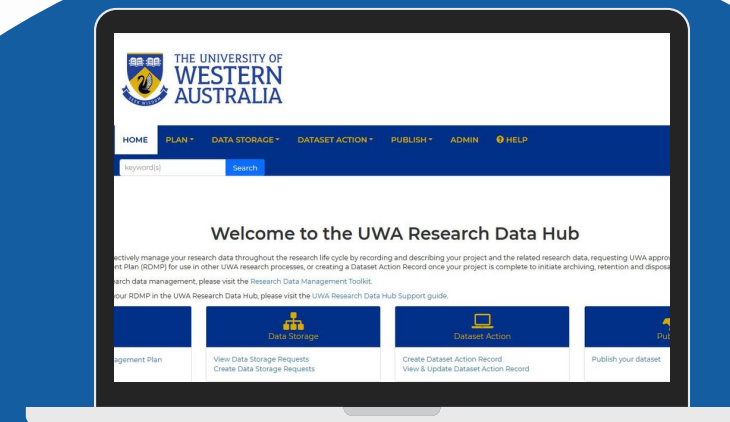 THE UNIVERSITY OF
WESTERN
AUSTRALIA
HOME PLAN DATA STORAGE DATASET ACTION PUBLISH ADMIN HELP
keyword(s) Search
Welcome to the UWA Research Data Hub
ectively manage your research data throughout the research life cycle by recording and describing your project and the related research data, requesting UWA approv
nt Plan (RDMP) for use in other UWA research processes, or creating a Dataset Action Record once your project is complete to initiate archiving, retention and disposa
arch data management, please visit the Research Data Management Toolkit.
your RDMP in the UWA Research Data Hub, please visit the UWA Research Data Hub Support guide.
Data Storage Dataset Action Pub
agement Plan View Data Storage Requests Create Dataset Action Record Publish your dataset
Create Data Storage Requests View & Update Dataset Action Record